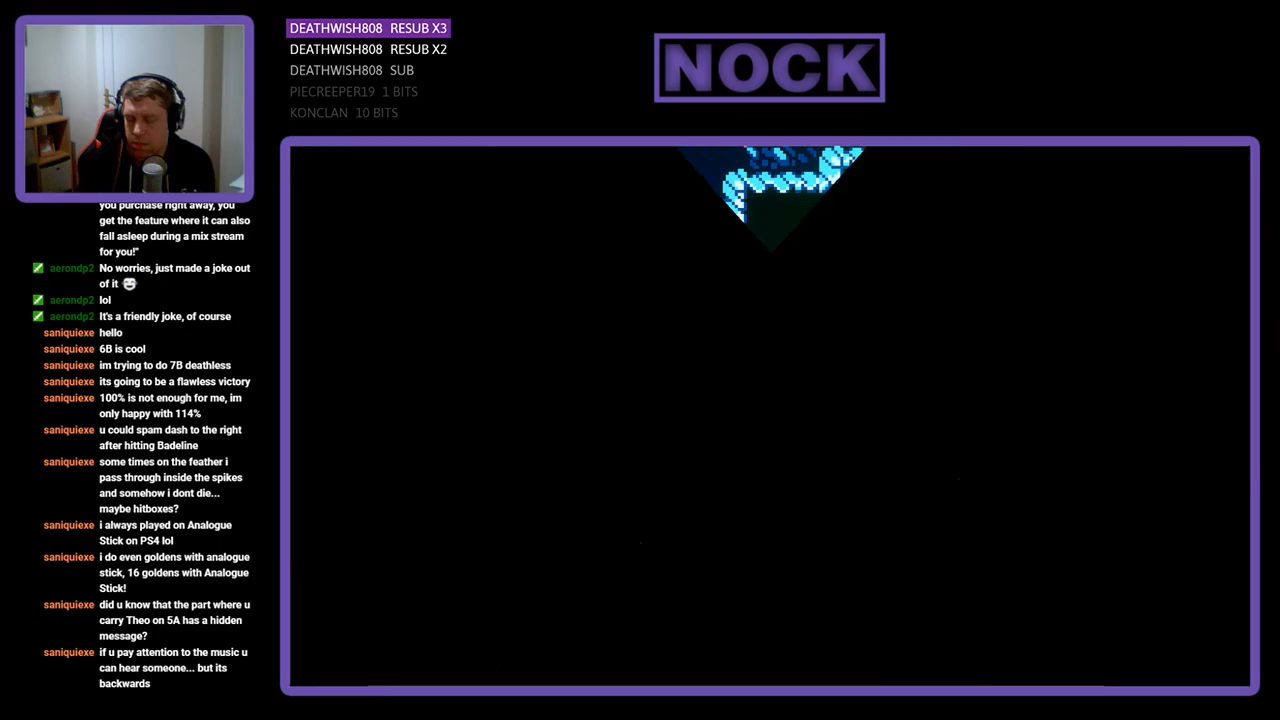 DEATHWISH808 RESUB X3
DEATHWISH808 RESUB X2
DEATHWISH808 SUB
PIECREEPER19 1 BITS
KONCLAN 10 BITS
NOCK
you purchase right away, you
get the feature where it can also
fall asleep during a mix stream
for you!"
aerondp2 No worries, just made a joke out
of it
aerondp2 lol
aerondp2 It's a friendly joke, of course
saniquiexe hello
saniquiexe 6B is cool
saniquiexe im trying to do 7B deathless
saniquiexe its going to be a flawless victory
saniquiexe 100% is not enough for me, im
only happy with 114%
saniquiexe u could spam dash to the right
after hitting Badeline
saniquiexe some times on the feather i
pass through inside the spikes
and somehow i dont die...
maybe hitboxes?
saniquiexe i always played on Analogue
Stick on PS4 lol
saniquiexe i do even goldens with analogue
stick, 16 goldens with Analogue
Stick!
saniquiexe did u know that the part where u
carry Theo on 5A has a hidden
message?
saniquiexe if u pay attention to the music u
can hear someone... but its
backwards